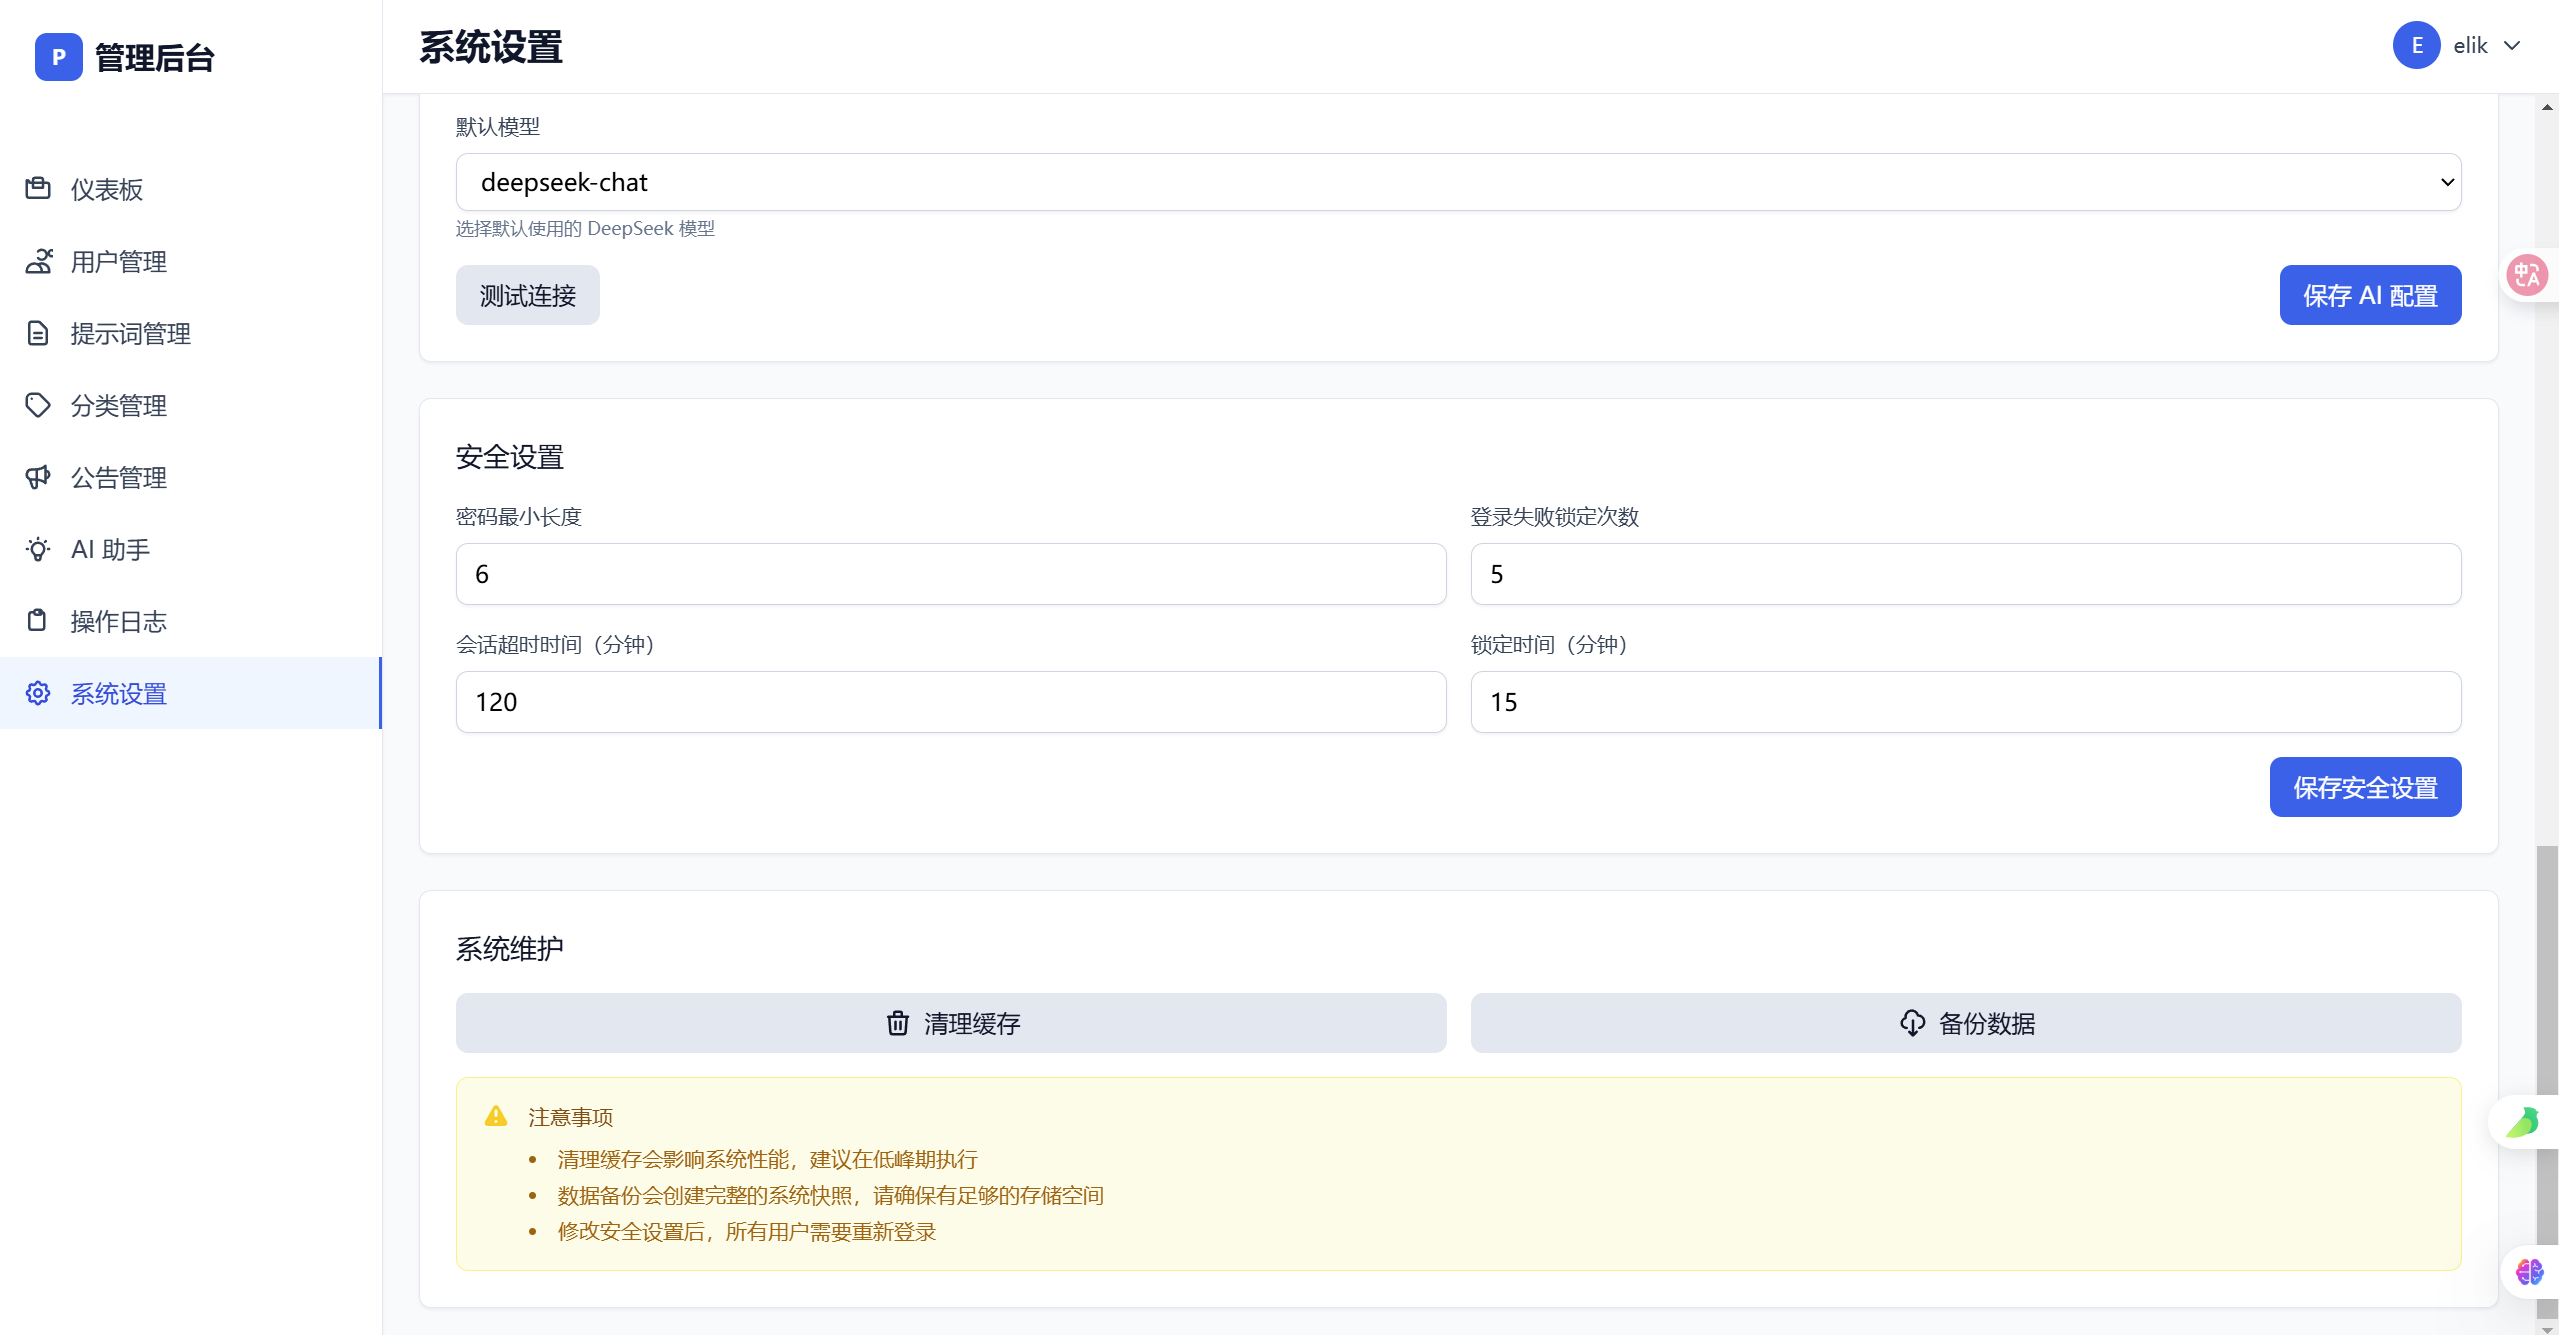 P 管理后台
仪表板
用户管理
提示词管理
分类管理
公告管理
AI 助手
操作日志
系统设置
系统设置
E elik
默认模型
deepseek-chat
选择默认使用的 DeepSeek 模型
测试连接
保存 AI 配置
安全设置
密码最小长度
登录失败锁定次数
6
5
会话超时时间（分钟）
锁定时间（分钟）
120
15
保存安全设置
系统维护
清理缓存
备份数据
注意事项
• 清理缓存会影响系统性能，建议在低峰期执行
• 数据备份会创建完整的系统快照，请确保有足够的存储空间
• 修改安全设置后，所有用户需要重新登录
中A